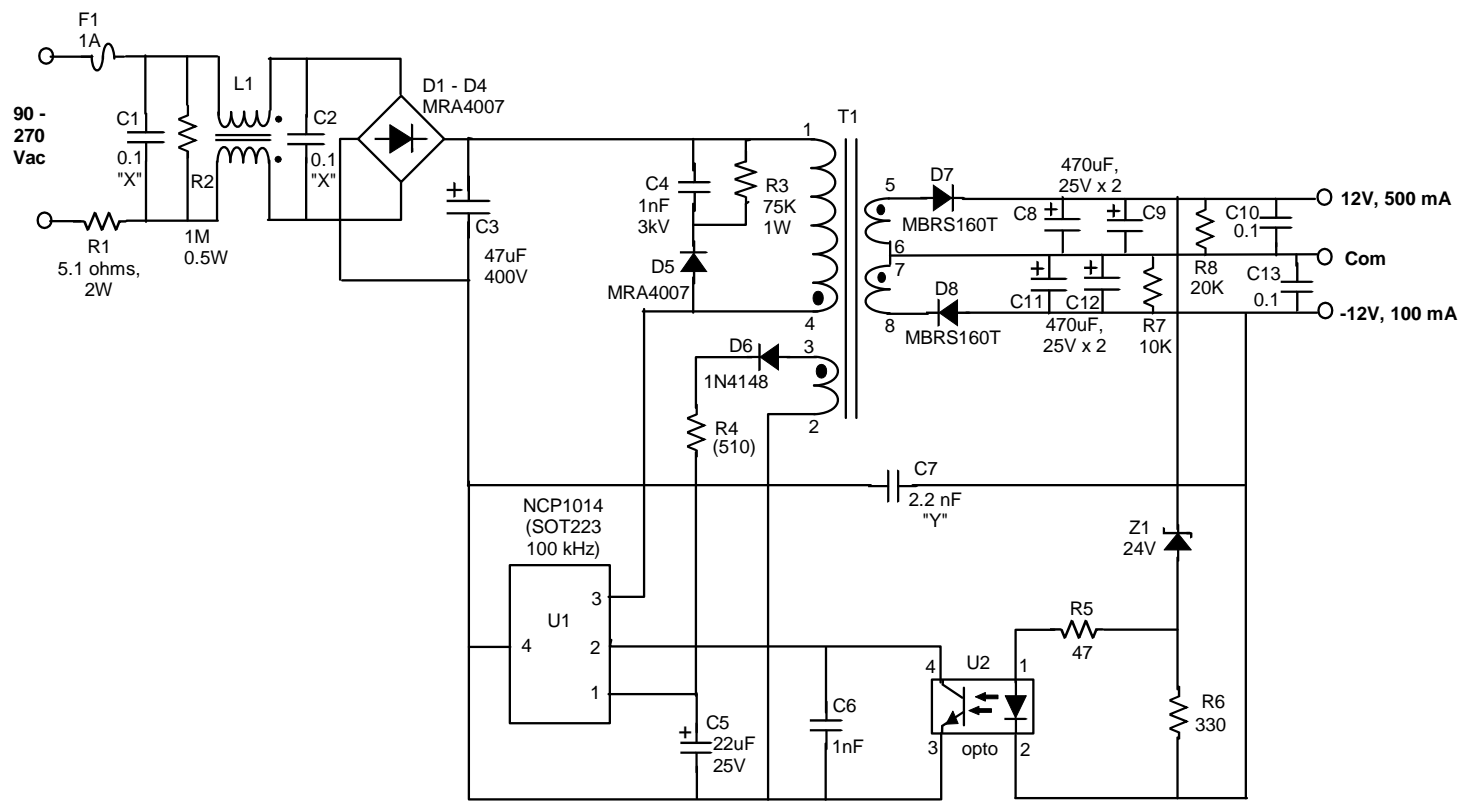 F1
1A
90 -
270
Vac
C1
0.1
"X"
R2
1M
0.5W
R1
5.1 ohms,
2W
L1
C2
0.1
"X"
D1 - D4
MRA4007
+
C3
47uF
400V
C4
1nF
3kV
R3
75K
1W
D5
MRA4007
T1
1
4
3
2
D6
1N4148
R4
(510)
5
6
7
8
D7
MBRS160T
D8
MBRS160T
470uF,
25V x 2
C8
+
+
C9
C11
+
C12
+
470uF,
25V x 2
R7
10K
R8
20K
C10
0.1
C13
0.1
12V, 500 mA
Com
-12V, 100 mA
C7
2.2 nF
"Y"
Z1
24V
NCP1014
(SOT223
100 kHz)
U1
4
3
2
1
C5
+
22uF
25V
C6
1nF
4
U2
1
3
opto
2
R5
47
R6
330